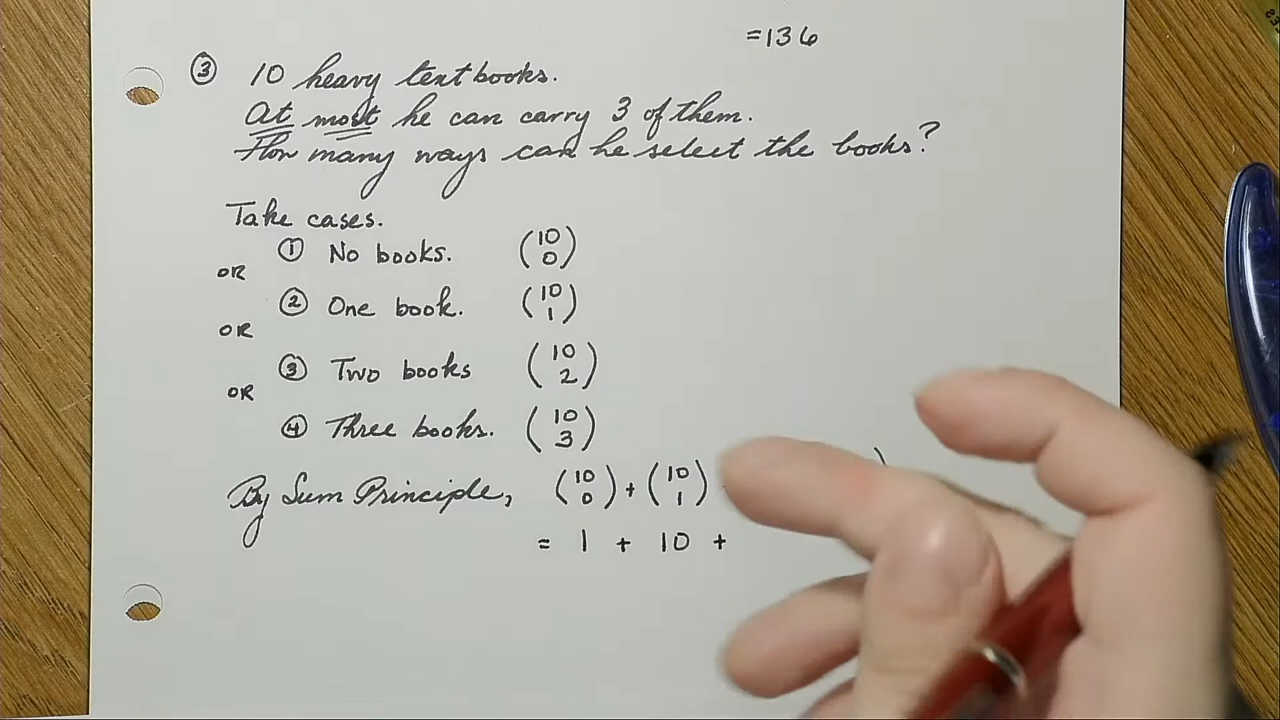 =136
③ 10 heavy textbooks.
At most he can carry 3 of them.
How many ways can he select the books?
Take cases.
① No books. (10 0)
OR
② One book. (10 1)
OR
③ Two books (10 2)
OR
④ Three books. (10 3)
By Sum Principle, (10 0) + (10 1)
= 1 + 10 +